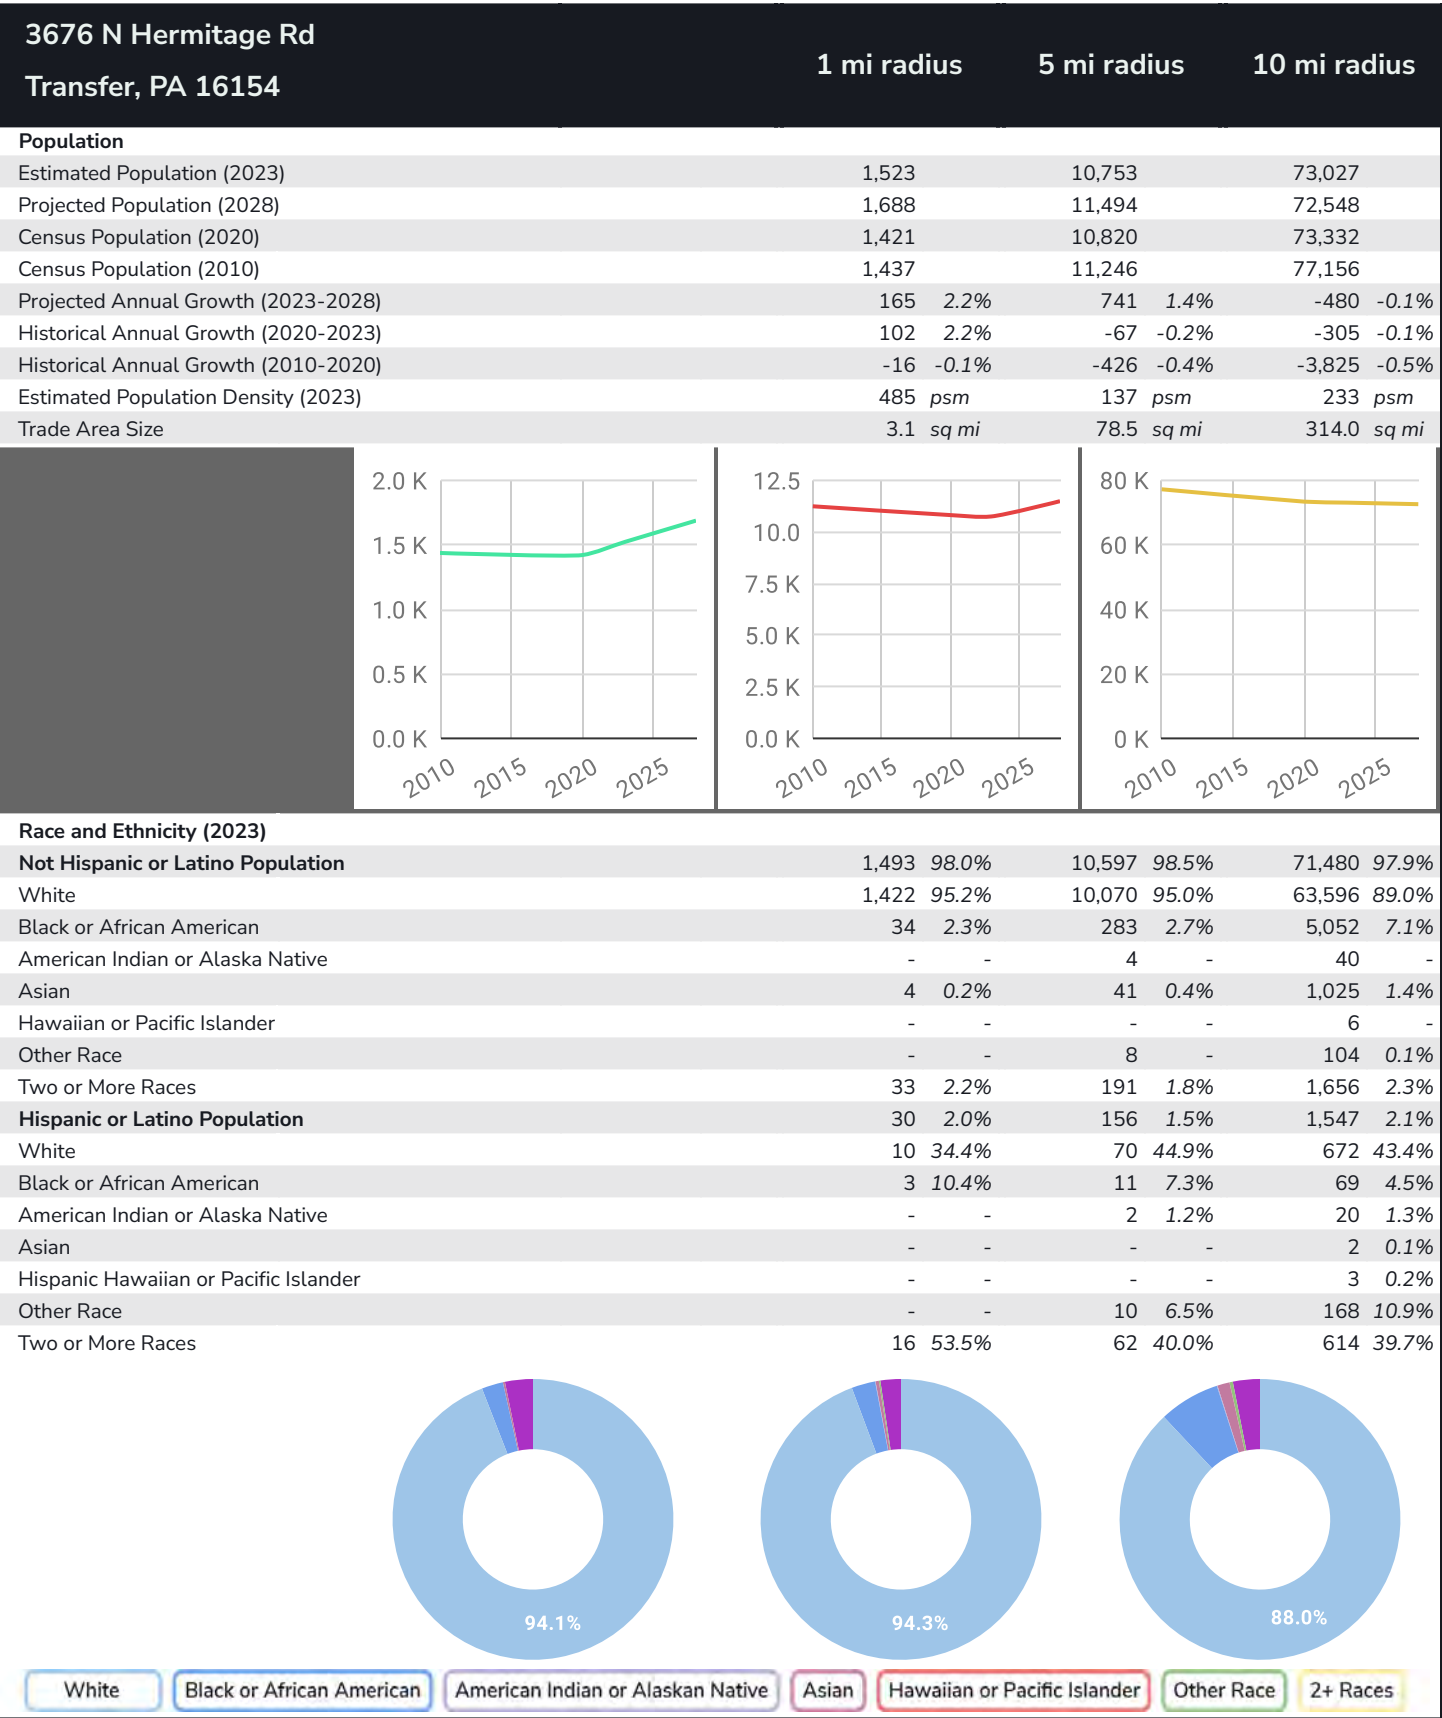 3676 N Hermitage Rd
Transfer, PA 16154
1 mi radius 5 mi radius 10 mi radius
Population
Estimated Population (2023) 1,523 10,753 73,027
Projected Population (2028) 1,688 11,494 72,548
Census Population (2020) 1,421 10,820 73,332
Census Population (2010) 1,437 11,246 77,156
Projected Annual Growth (2023-2028) 165 2.2% 741 1.4% -480 -0.1%
Historical Annual Growth (2020-2023) 102 2.2% -67 -0.2% -305 -0.1%
Historical Annual Growth (2010-2020) -16 -0.1% -426 -0.4% -3,825 -0.5%
Estimated Population Density (2023) 485 psm 137 psm 233 psm
Trade Area Size 3.1 sq mi 78.5 sq mi 314.0 sq mi
2.0 K
1.5 K
1.0 K
0.5 K
0.0 K
2010 2015 2020 2025
12.5
10.0
7.5 K
5.0 K
2.5 K
0.0 K
2010 2015 2020 2025
80 K
60 K
40 K
20 K
0 K
2010 2015 2020 2025
Race and Ethnicity (2023)
Not Hispanic or Latino Population 1,493 98.0% 10,597 98.5% 71,480 97.9%
White 1,422 95.2% 10,070 95.0% 63,596 89.0%
Black or African American 34 2.3% 283 2.7% 5,052 7.1%
American Indian or Alaska Native - - 4 - 40 -
Asian 4 0.2% 41 0.4% 1,025 1.4%
Hawaiian or Pacific Islander - - - - 6 -
Other Race - - 8 - 104 0.1%
Two or More Races 33 2.2% 191 1.8% 1,656 2.3%
Hispanic or Latino Population 30 2.0% 156 1.5% 1,547 2.1%
White 10 34.4% 70 44.9% 672 43.4%
Black or African American 3 10.4% 11 7.3% 69 4.5%
American Indian or Alaska Native - - 2 1.2% 20 1.3%
Asian - - - - 2 0.1%
Hispanic Hawaiian or Pacific Islander - - - - 3 0.2%
Other Race - - 10 6.5% 168 10.9%
Two or More Races 16 53.5% 62 40.0% 614 39.7%
94.1% 94.3% 88.0%
White Black or African American American Indian or Alaskan Native Asian Hawaiian or Pacific Islander Other Race 2+ Races